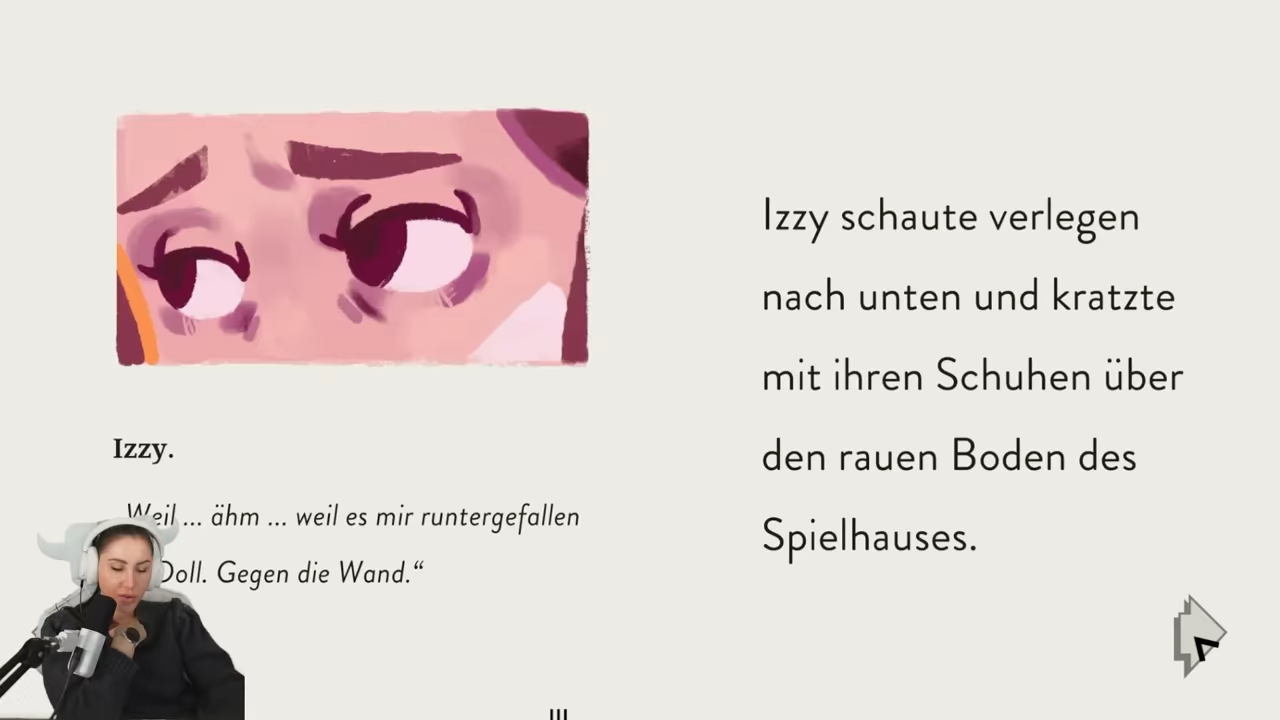 Izzy.
Weil ... ähm ... weil es mir runtergefallen
Doll. Gegen die Wand.“
Izzy schaute verlegen
nach unten und kratzte
mit ihren Schuhen über
den rauen Boden des
Spielhauses.